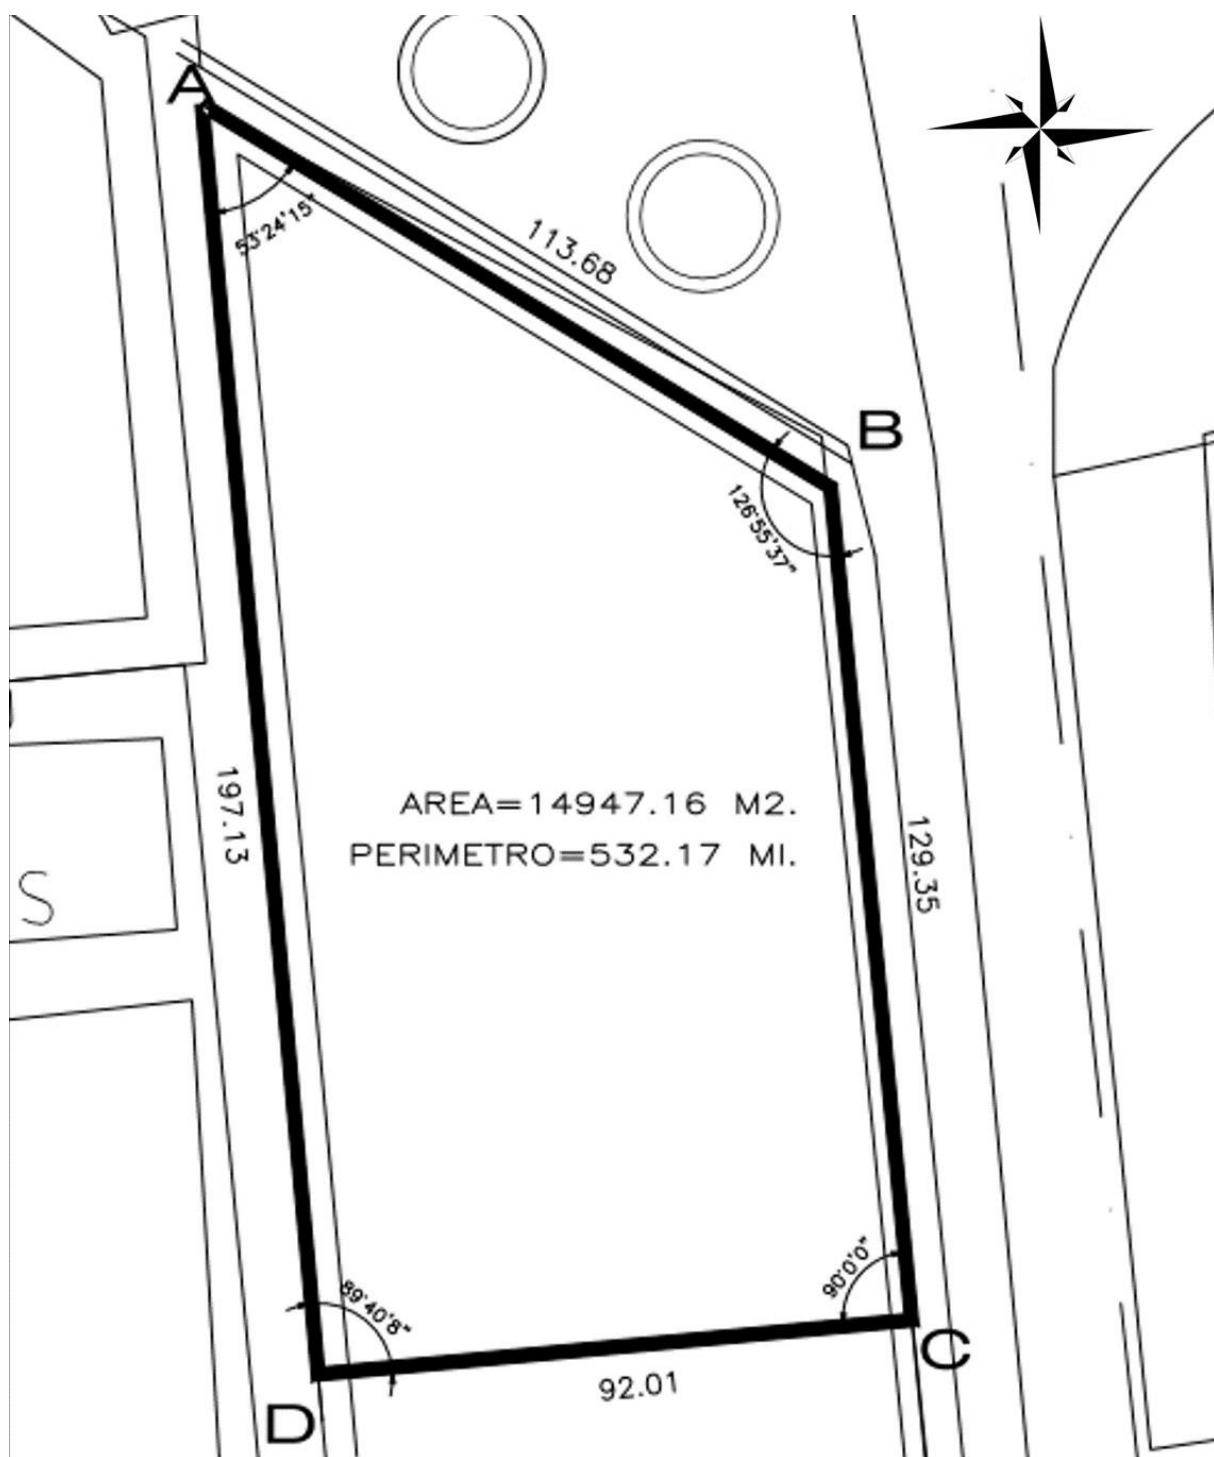 A
53°24'15"
113.68
B
126°55'37"
197.13
AREA=14947.16 M2.
PERIMETRO=532.17 Ml.
129.35
S
90°0'0"
89°40'8"
C
92.01
D